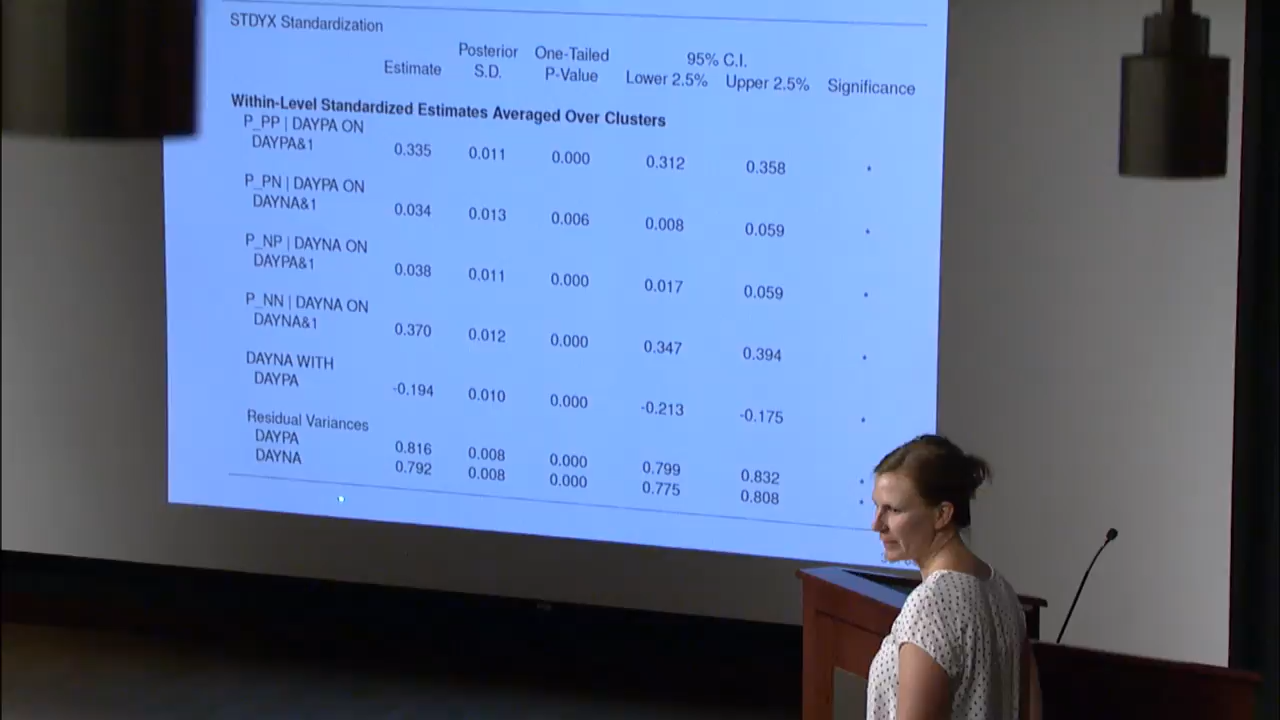 STDYX Standardization
Posterior One-Tailed 95% C.I.
Estimate S.D. P-Value Lower 2.5% Upper 2.5% Significance
Within-Level Standardized Estimates Averaged Over Clusters
P_PP | DAYPA ON
DAYPA&1 0.335 0.011 0.000 0.312 0.358 *
P_PN | DAYPA ON
DAYNA&1 0.034 0.013 0.006 0.008 0.059 *
P_NP | DAYNA ON
DAYPA&1 0.038 0.011 0.000 0.017 0.059 *
P_NN | DAYNA ON
DAYNA&1 0.370 0.012 0.000 0.347 0.394 *
DAYNA WITH
DAYPA -0.194 0.010 0.000 -0.213 -0.175 *
Residual Variances
DAYPA 0.816 0.008 0.000 0.799 0.832 *
DAYNA 0.792 0.008 0.000 0.775 0.808 *